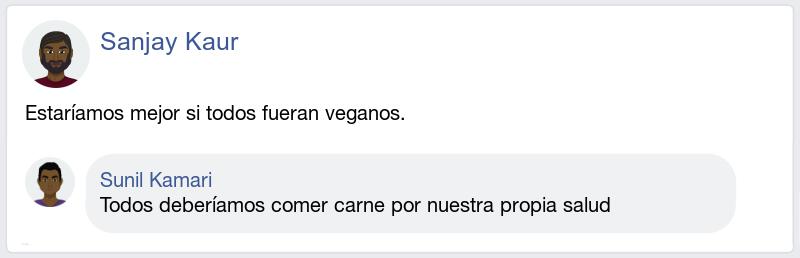 Sanjay Kaur
Estaríamos mejor si todos fueran veganos.
Sunil Kamari
Todos deberíamos comer carne por nuestra propia salud